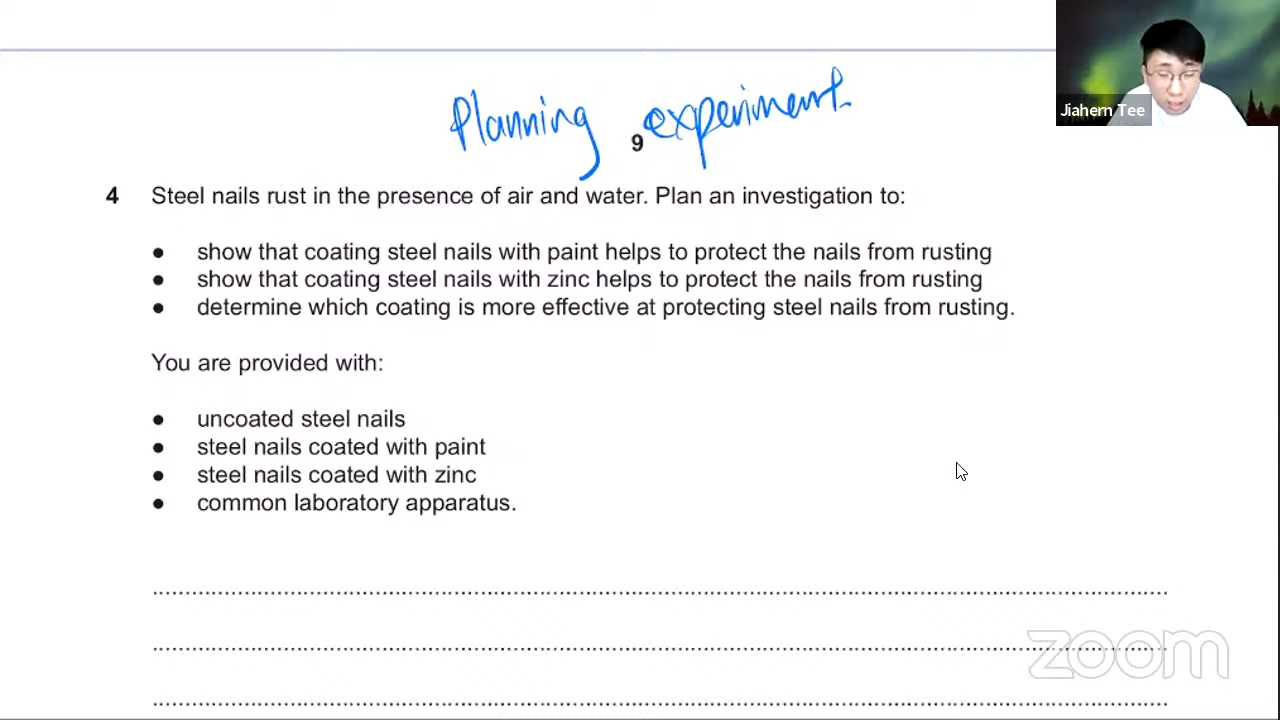 Jiahern Tee
Planning experiment
9
4 Steel nails rust in the presence of air and water. Plan an investigation to:
● show that coating steel nails with paint helps to protect the nails from rusting
● show that coating steel nails with zinc helps to protect the nails from rusting
● determine which coating is more effective at protecting steel nails from rusting.
You are provided with:
● uncoated steel nails
● steel nails coated with paint
● steel nails coated with zinc
● common laboratory apparatus.
zoom